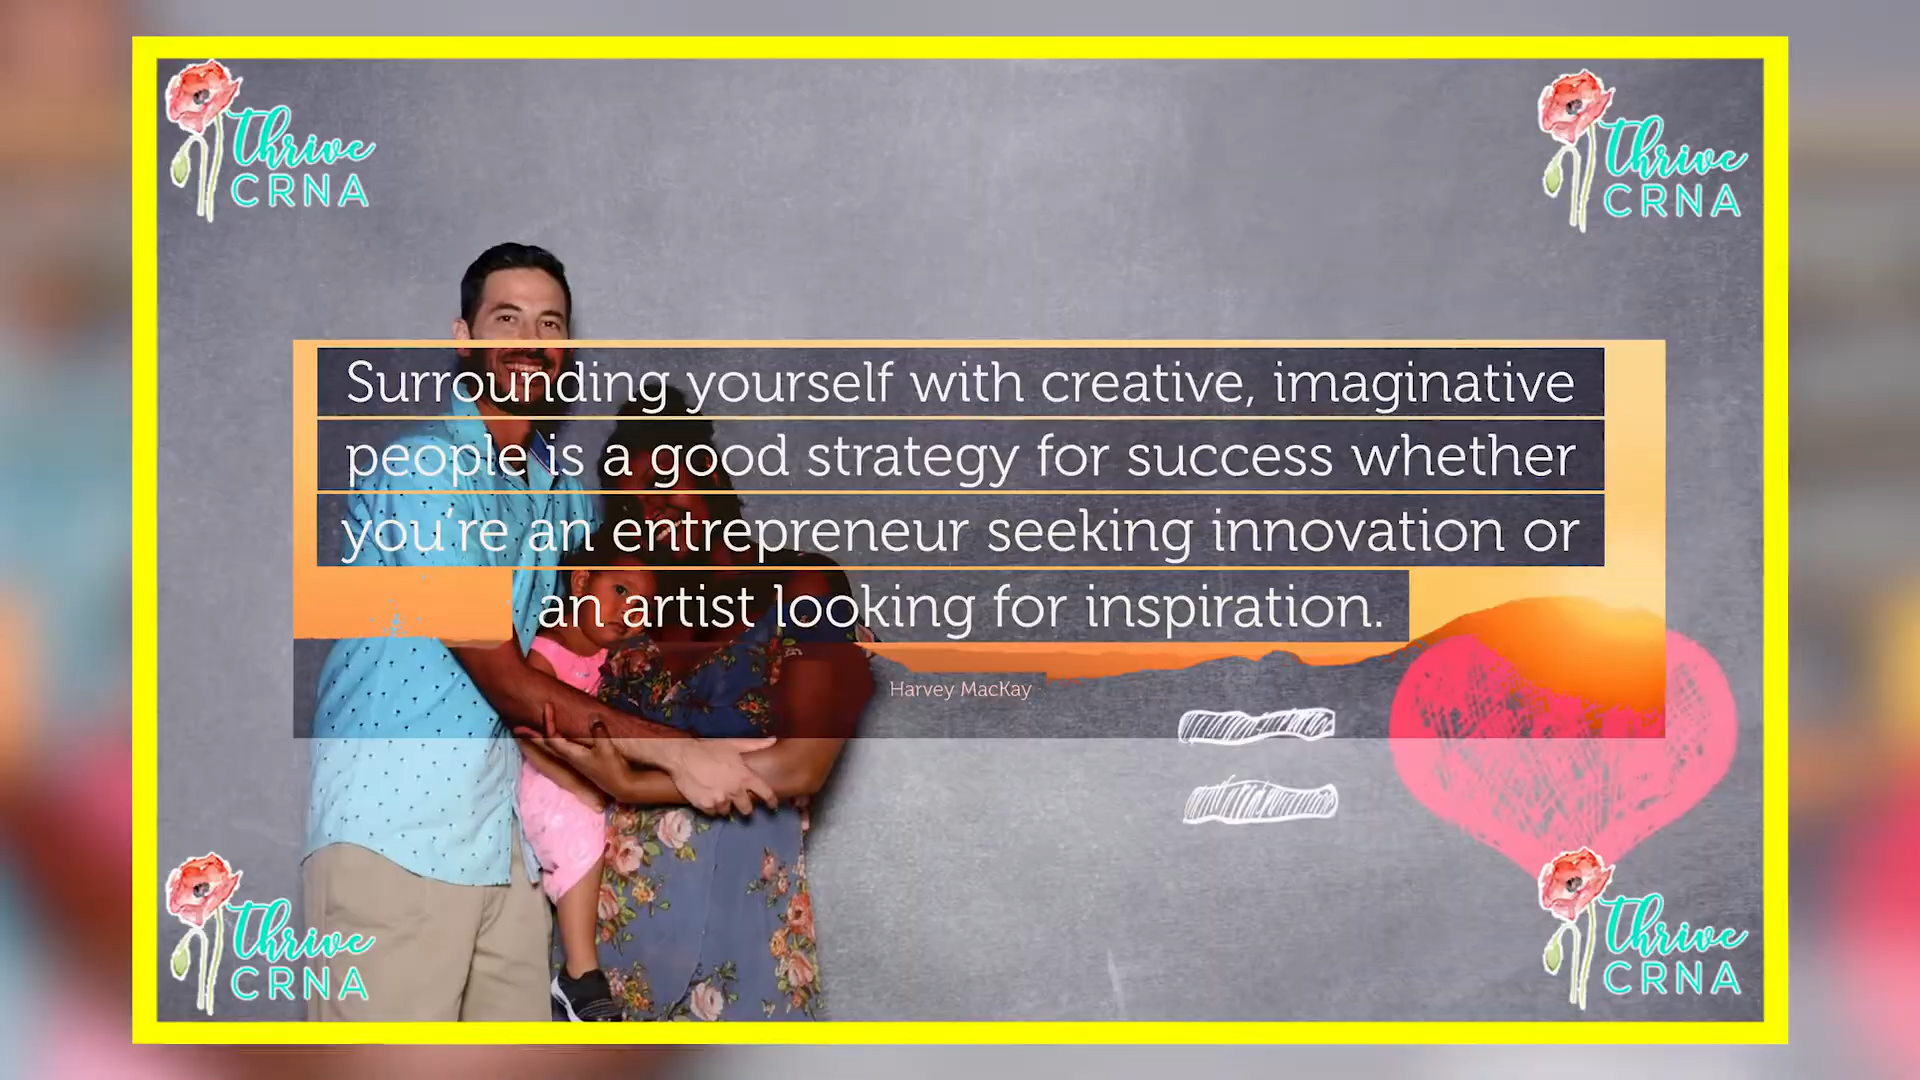 Thrive
CRNA
Thrive
CRNA
Surrounding yourself with creative, imaginative
people is a good strategy for success whether
you're an entrepreneur seeking innovation or
an artist looking for inspiration.
Harvey MacKay
Thrive
CRNA
Thrive
CRNA